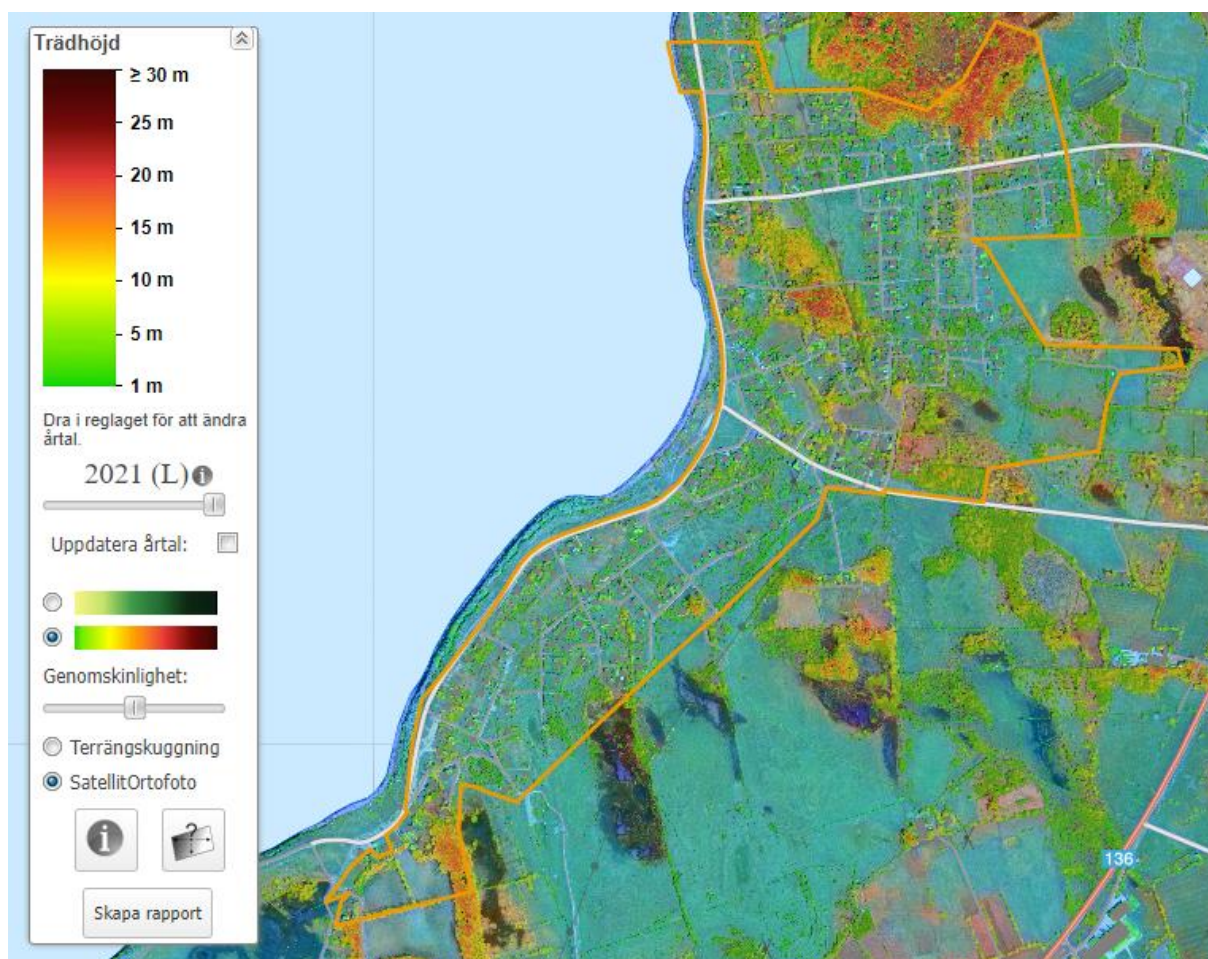 Trädhöjd
≥ 30 m
25 m
20 m
15 m
10 m
5 m
1 m
Dra i reglaget för att ändra
årtal.
2021 (L)
Uppdatera årtal:
Genomskinlighet:
Terrängskuggning
SatellitOrtofoto
Skapa rapport
136